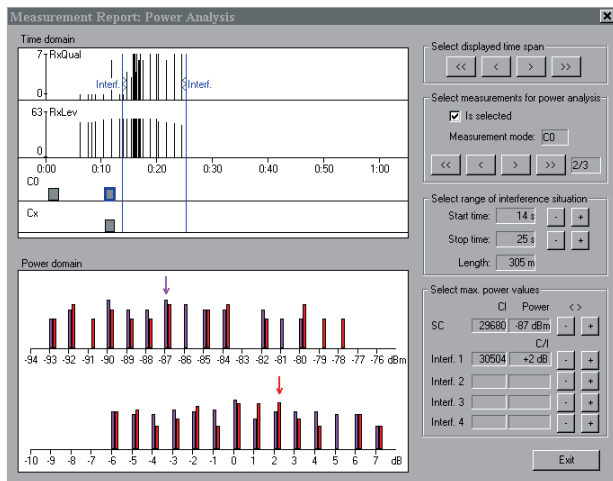 Measurement Report: Power Analysis
Time domain
7 RxQual
Interf. Interf.
0
63 RxLev
0
0:00 0:10 0:20 0:30 0:40 0:50 1:00
C0
Cx
Power domain
-94 -93 -92 -91 -90 -89 -88 -87 -86 -85 -84 -83 -82 -81 -80 -79 -78 -77 -76 dBm
-10 -9 -8 -7 -6 -5 -4 -3 -2 -1 0 1 2 3 4 5 6 7 dB
Select displayed time span
<< < > >>
Select measurements for power analysis
Is selected
Measurement mode: C0
<< < > >> 2/3
Select range of interference situation
Start time: 14 s - +
Stop time: 25 s - +
Length: 305 m
Select max. power values
CI Power < >
SC 29680 -87 dBm - +
C/I
Interf. 1 30504 +2 dB - +
Interf. 2 - +
Interf. 3 - +
Interf. 4 - +
Exit